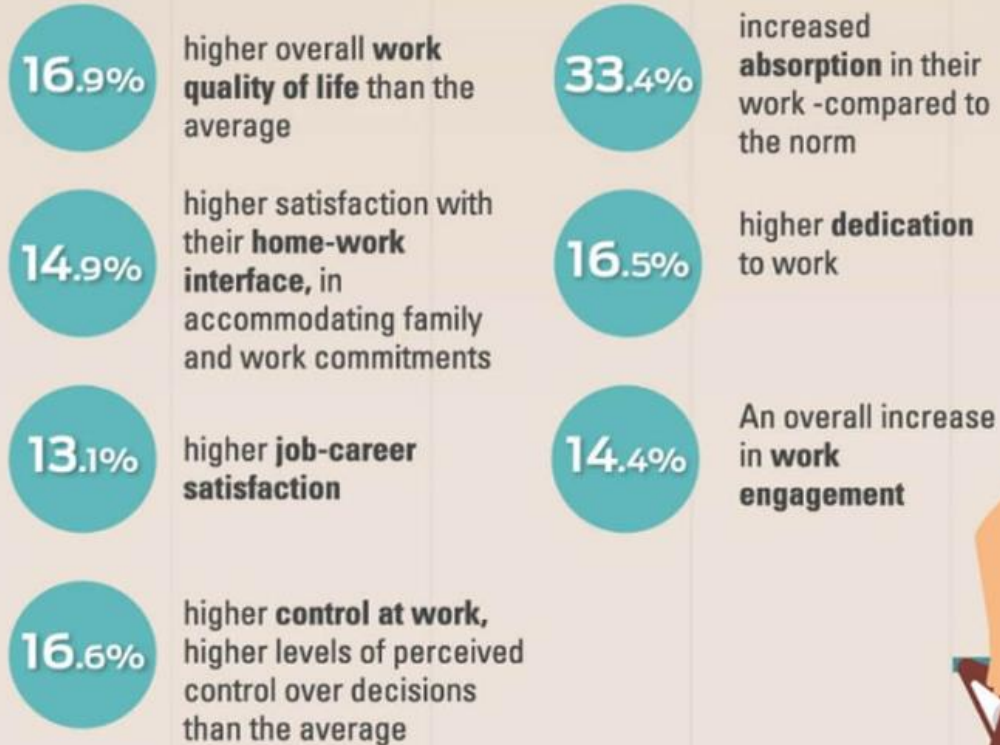 16.9%
higher overall work
quality of life than the
average
14.9%
higher satisfaction with
their home-work
interface, in
accommodating family
and work commitments
13.1%
higher job-career
satisfaction
16.6%
higher control at work,
higher levels of perceived
control over decisions
than the average
33.4%
increased
absorption in their
work -compared to
the norm
16.5%
higher dedication
to work
14.4%
An overall increase
in work
engagement